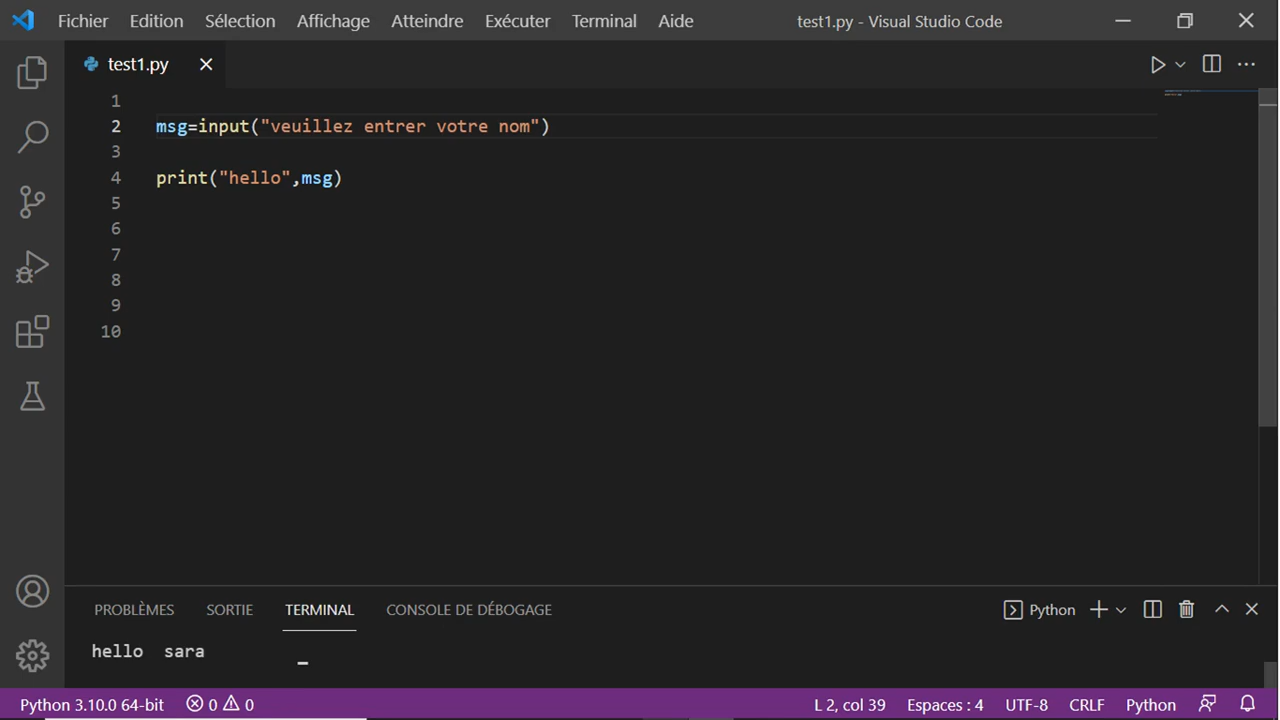 Fichier Edition Sélection Affichage Atteindre Exécuter Terminal Aide test1.py - Visual Studio Code
test1.py
1
2 msg=input("veuillez entrer votre nom")
3
4 print("hello",msg)
5
6
7
8
9
10
PROBLÈMES SORTIE TERMINAL CONSOLE DE DÉBOGAGE Python
hello  sara
Python 3.10.0 64-bit 0 0 L 2, col 39 Espaces : 4 UTF-8 CRLF Python